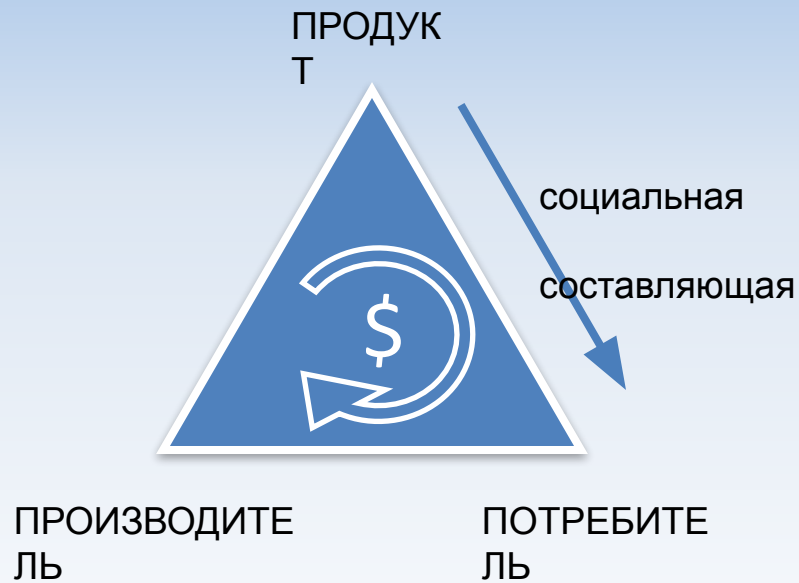 ПРОДУК
Т
социальная
составляющая
$
ПРОИЗВОДИТЕ
ЛЬ
ПОТРЕБИТЕ
ЛЬ